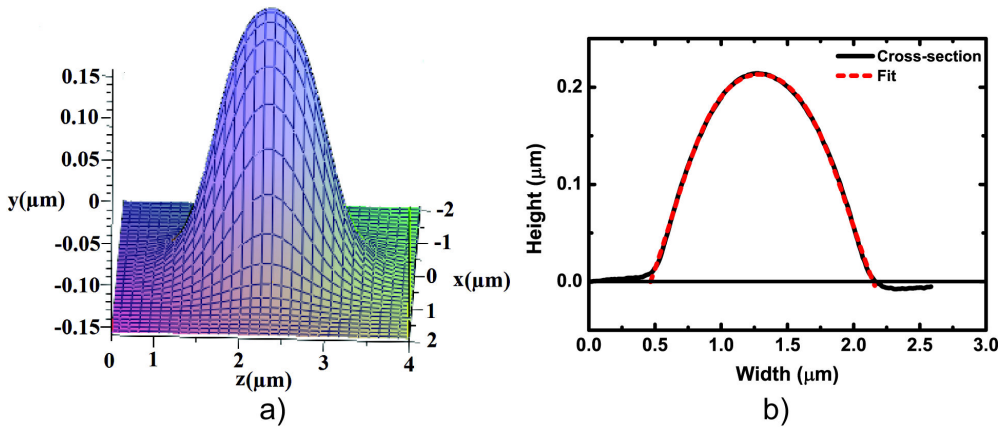 0.15
0.10
0.05
y(µm) 0
-0.05
-0.10
-0.15
0 1 2 3 4
z(µm)
-2
-1
0
1
2
x(µm)
a)
Cross-section
Fit
0.2
0.1
0.0
Height (µm)
0.0 0.5 1.0 1.5 2.0 2.5 3.0
Width (µm)
b)